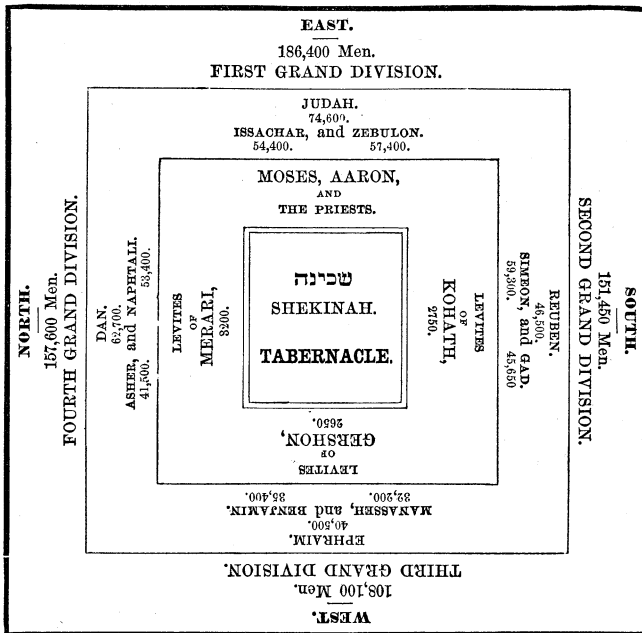 EAST.
186,400 Men.
FIRST GRAND DIVISION.
JUDAH.
74,600.
ISSACHAR, and ZEBULON.
54,400. 57,400.
MOSES, AARON,
AND
THE PRIESTS.
שכינה
SHEKINAH.
TABERNACLE.
NORTH.
157,600 Men.
FOURTH GRAND DIVISION.
DAN.
62,700.
ASHER, and NAPHTALI.
41,500. 53,400.
LEVITES
OF
MERARI,
3200.
LEVITES
OF
KOHATH,
2750.
SOUTH.
151,450 Men.
SECOND GRAND DIVISION.
REUBEN.
46,500.
SIMEON, and GAD.
59,300. 45,650
2650.
GERSHON,
OF
LEVITES
35,400. 32,200.
MANASSEH, and BENJAMIN.
40,500.
EPHRAIM.
THIRD GRAND DIVISION.
108,100 Men.
WEST.